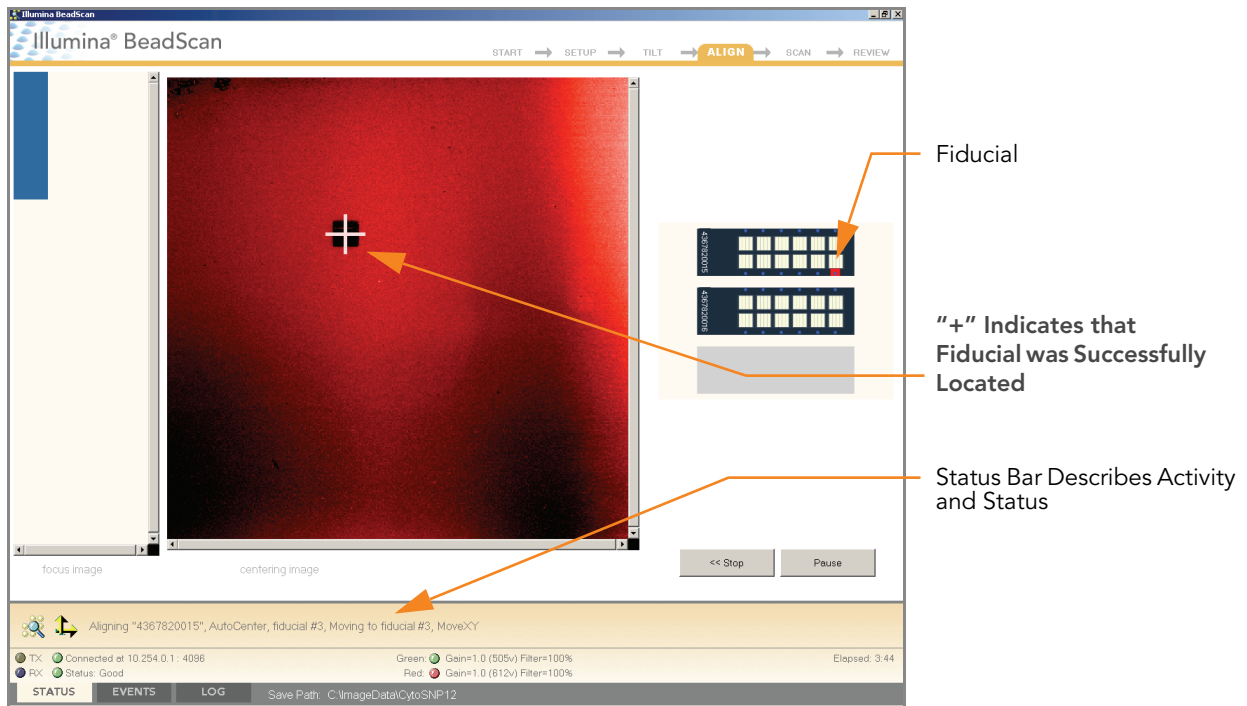 Illumina BeadScan
Illumina® BeadScan
START SETUP TILT ALIGN SCAN REVIEW
Fiducial
4367820015
4367820016
"+" Indicates that
Fiducial was Successfully
Located
Status Bar Describes Activity
and Status
<< Stop Pause
focus image centering image
Aligning "4367820015", AutoCenter, fiducial #3, Moving to fiducial #3, MoveXY
TX Connected at 10.254.0.1 : 4096 Green: Gain=1.0 (505v) Filter=100% Elapsed: 3:44
RX Status: Good Red: Gain=1.0 (612v) Filter=100%
STATUS EVENTS LOG Save Path: C:\ImageData\CytoSNP12